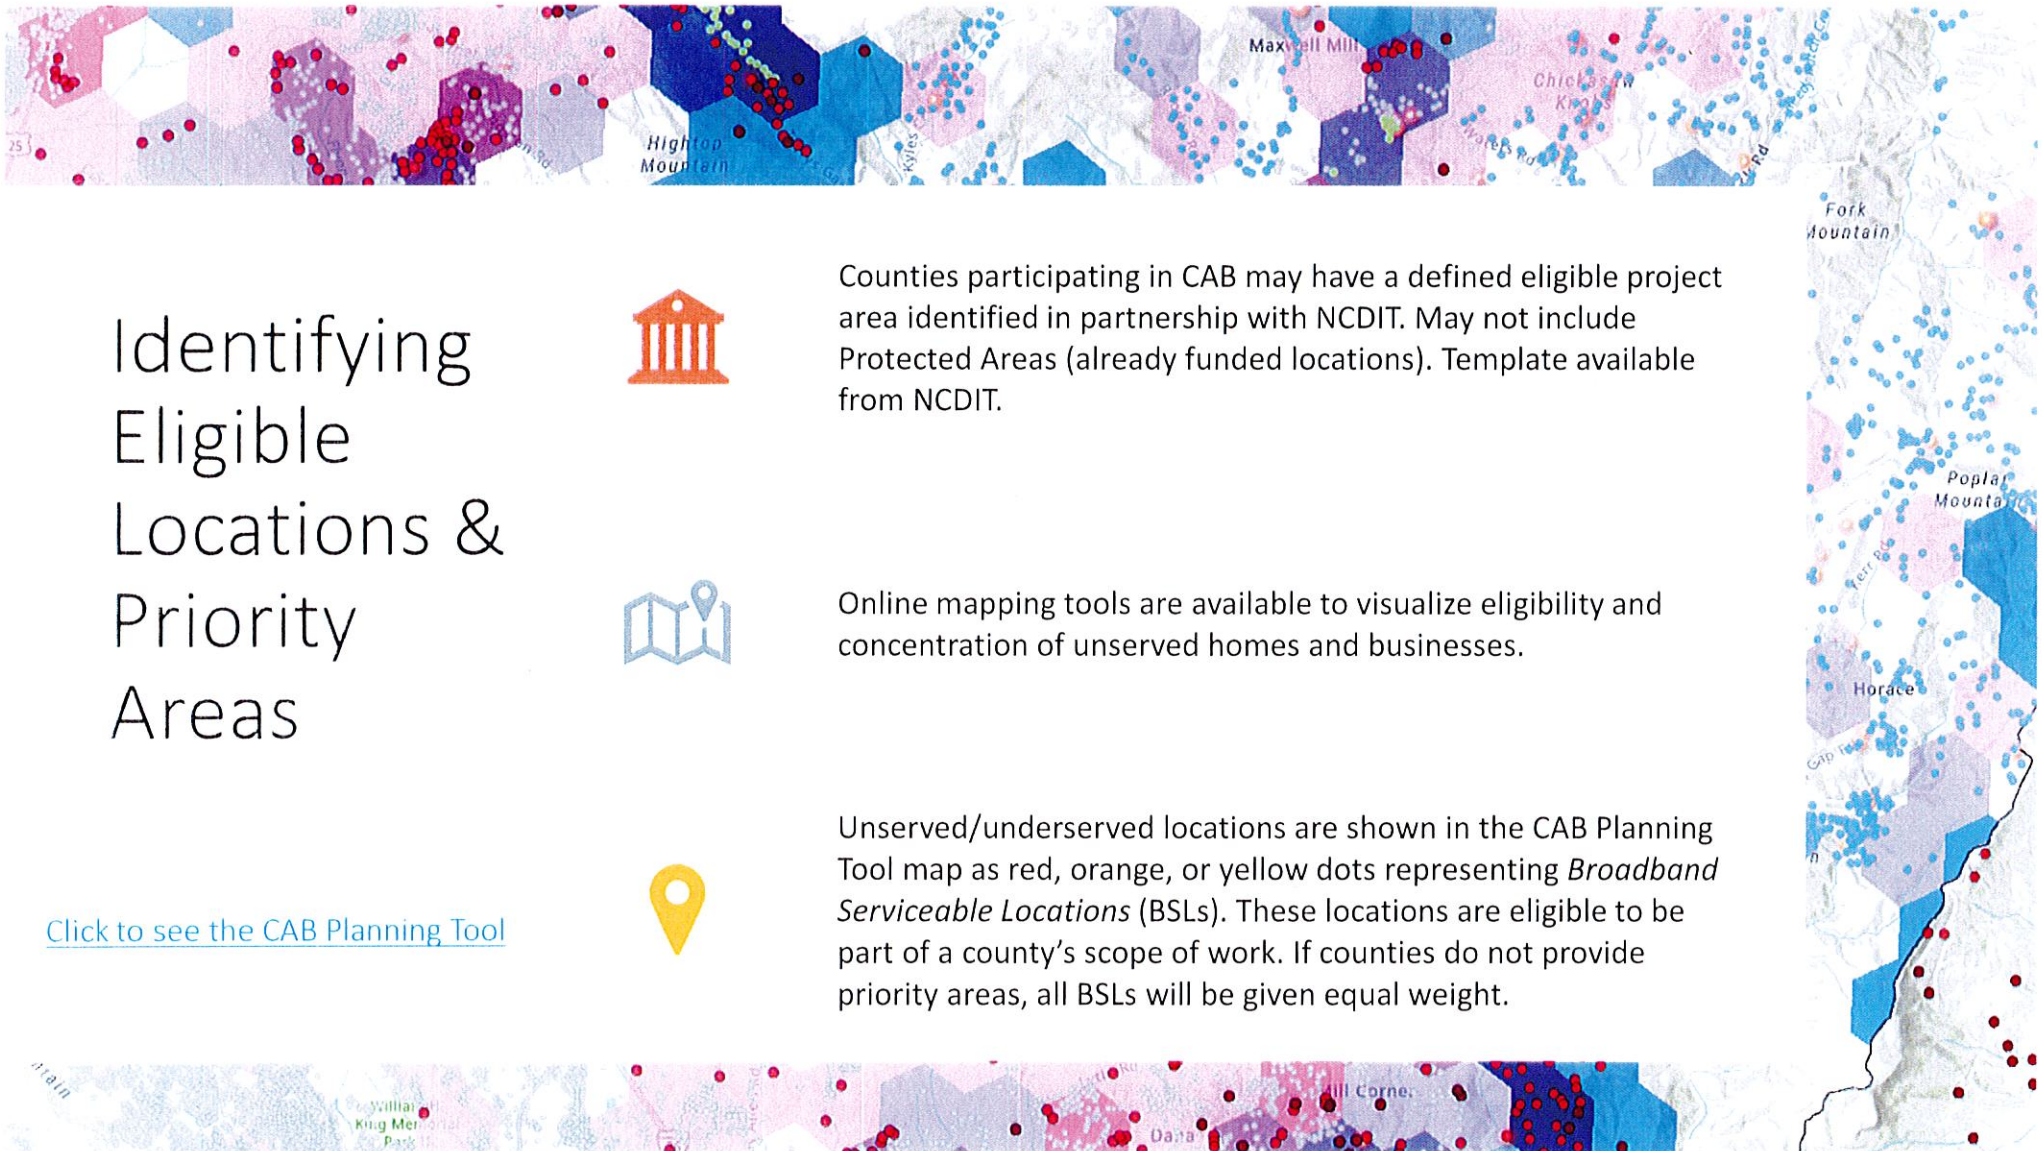 Maxwell Mill
Hightop
Mountain
Fork
Mountain
25
Identifying
Eligible
Locations &
Priority
Areas
Click to see the CAB Planning Tool
Counties participating in CAB may have a defined eligible project
area identified in partnership with NCDIT. May not include
Protected Areas (already funded locations). Template available
from NCDIT.
Online mapping tools are available to visualize eligibility and
concentration of unserved homes and businesses.
Unserved/underserved locations are shown in the CAB Planning
Tool map as red, orange, or yellow dots representing Broadband
Serviceable Locations (BSLs). These locations are eligible to be
part of a county's scope of work. If counties do not provide
priority areas, all BSLs will be given equal weight.
Horace
Dana